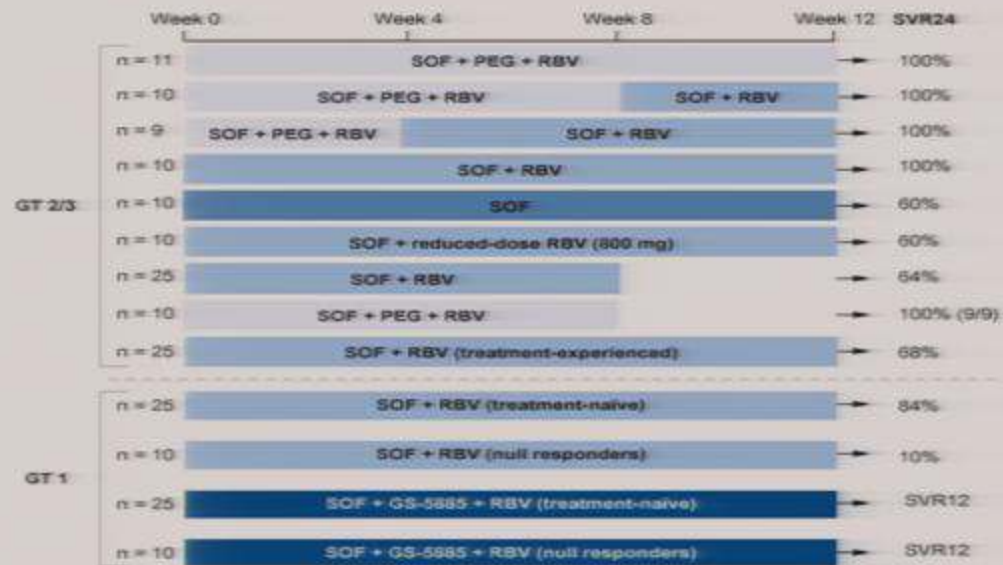 Week 0 Week 4 Week 8 Week 12 SVR24
n = 11 SOF + PEG + RBV 100%
n = 10 SOF + PEG + RBV SOF + RBV 100%
n = 9 SOF + PEG + RBV SOF + RBV 100%
n = 10 SOF + RBV 100%
GT 2/3 n = 10 SOF 60%
n = 10 SOF + reduced-dose RBV (800 mg) 60%
n = 25 SOF + RBV 64%
n = 10 SOF + PEG + RBV 100% (9/9)
n = 25 SOF + RBV (treatment-experienced) 68%
n = 25 SOF + RBV (treatment-naïve) 84%
n = 10 SOF + RBV (null responders) 10%
GT 1
n = 25 SOF + GS-5885 + RBV (treatment-naïve) SVR12
n = 10 SOF + GS-5885 + RBV (null responders) SVR12